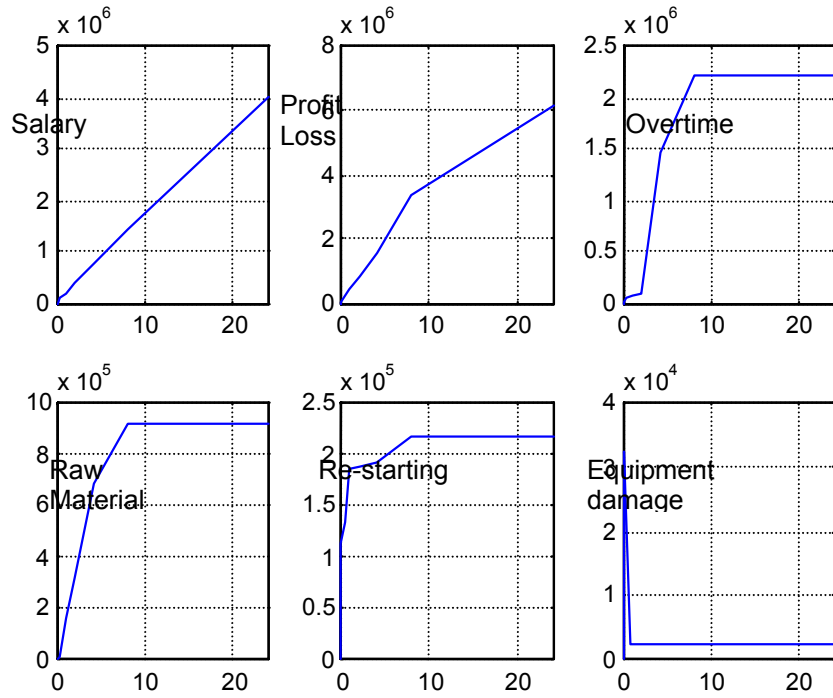 x 10^6
5
4
3
2
1
0
0 10 20
Salary
x 10^6
8
6
4
2
0
0 10 20
Profit
Loss
x 10^6
2.5
2
1.5
1
0.5
0
0 10 20
Overtime
x 10^5
10
8
6
4
2
0
0 10 20
Raw
Material
x 10^5
2.5
2
1.5
1
0.5
0
0 10 20
Re-starting
x 10^4
4
3
2
1
0
0 10 20
Equipment
damage